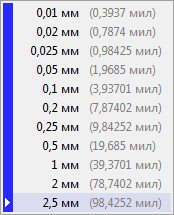 0,01 мм (0,3937 мил)
0,02 мм (0,7874 мил)
0,025 мм (0,98425 мил)
0,05 мм (1,9685 мил)
0,1 мм (3,93701 мил)
0,2 мм (7,87402 мил)
0,25 мм (9,84252 мил)
0,5 мм (19,685 мил)
1 мм (39,3701 мил)
2 мм (78,7402 мил)
2,5 мм (98,4252 мил)